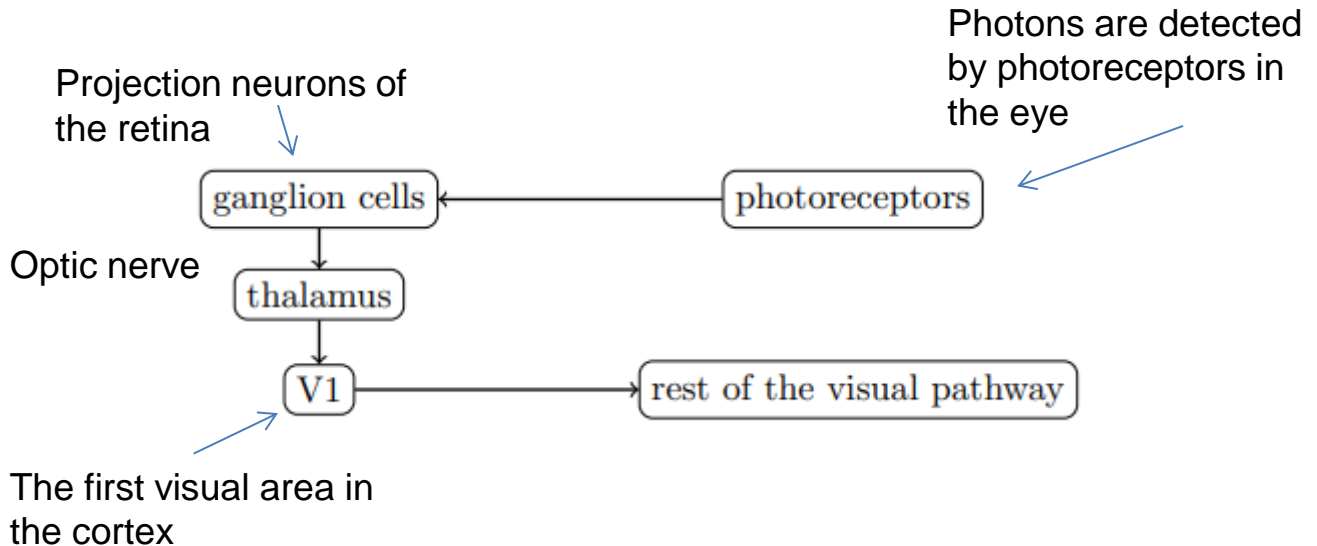 Photons are detected
by photoreceptors in
the eye
Projection neurons of
the retina
ganglion cells
photoreceptors
Optic nerve
thalamus
V1
rest of the visual pathway
The first visual area in
the cortex